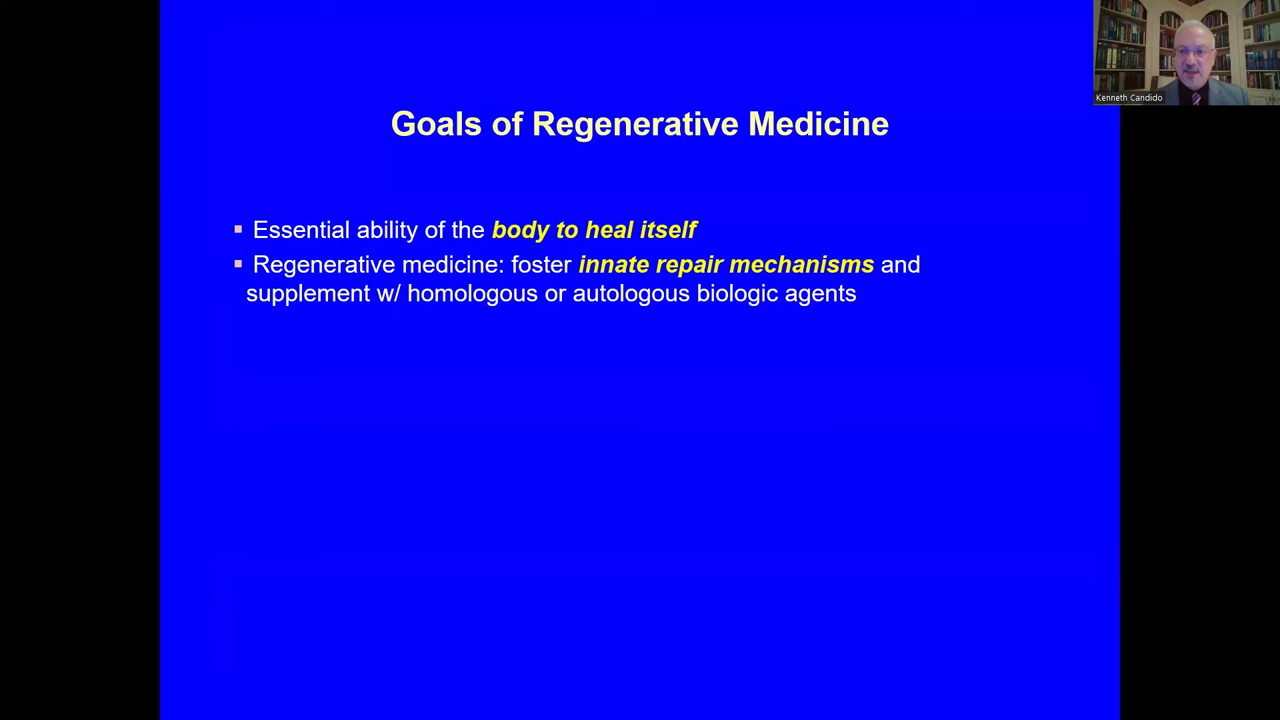 Kenneth Candido
Goals of Regenerative Medicine
▪ Essential ability of the body to heal itself
▪ Regenerative medicine: foster innate repair mechanisms and
supplement w/ homologous or autologous biologic agents